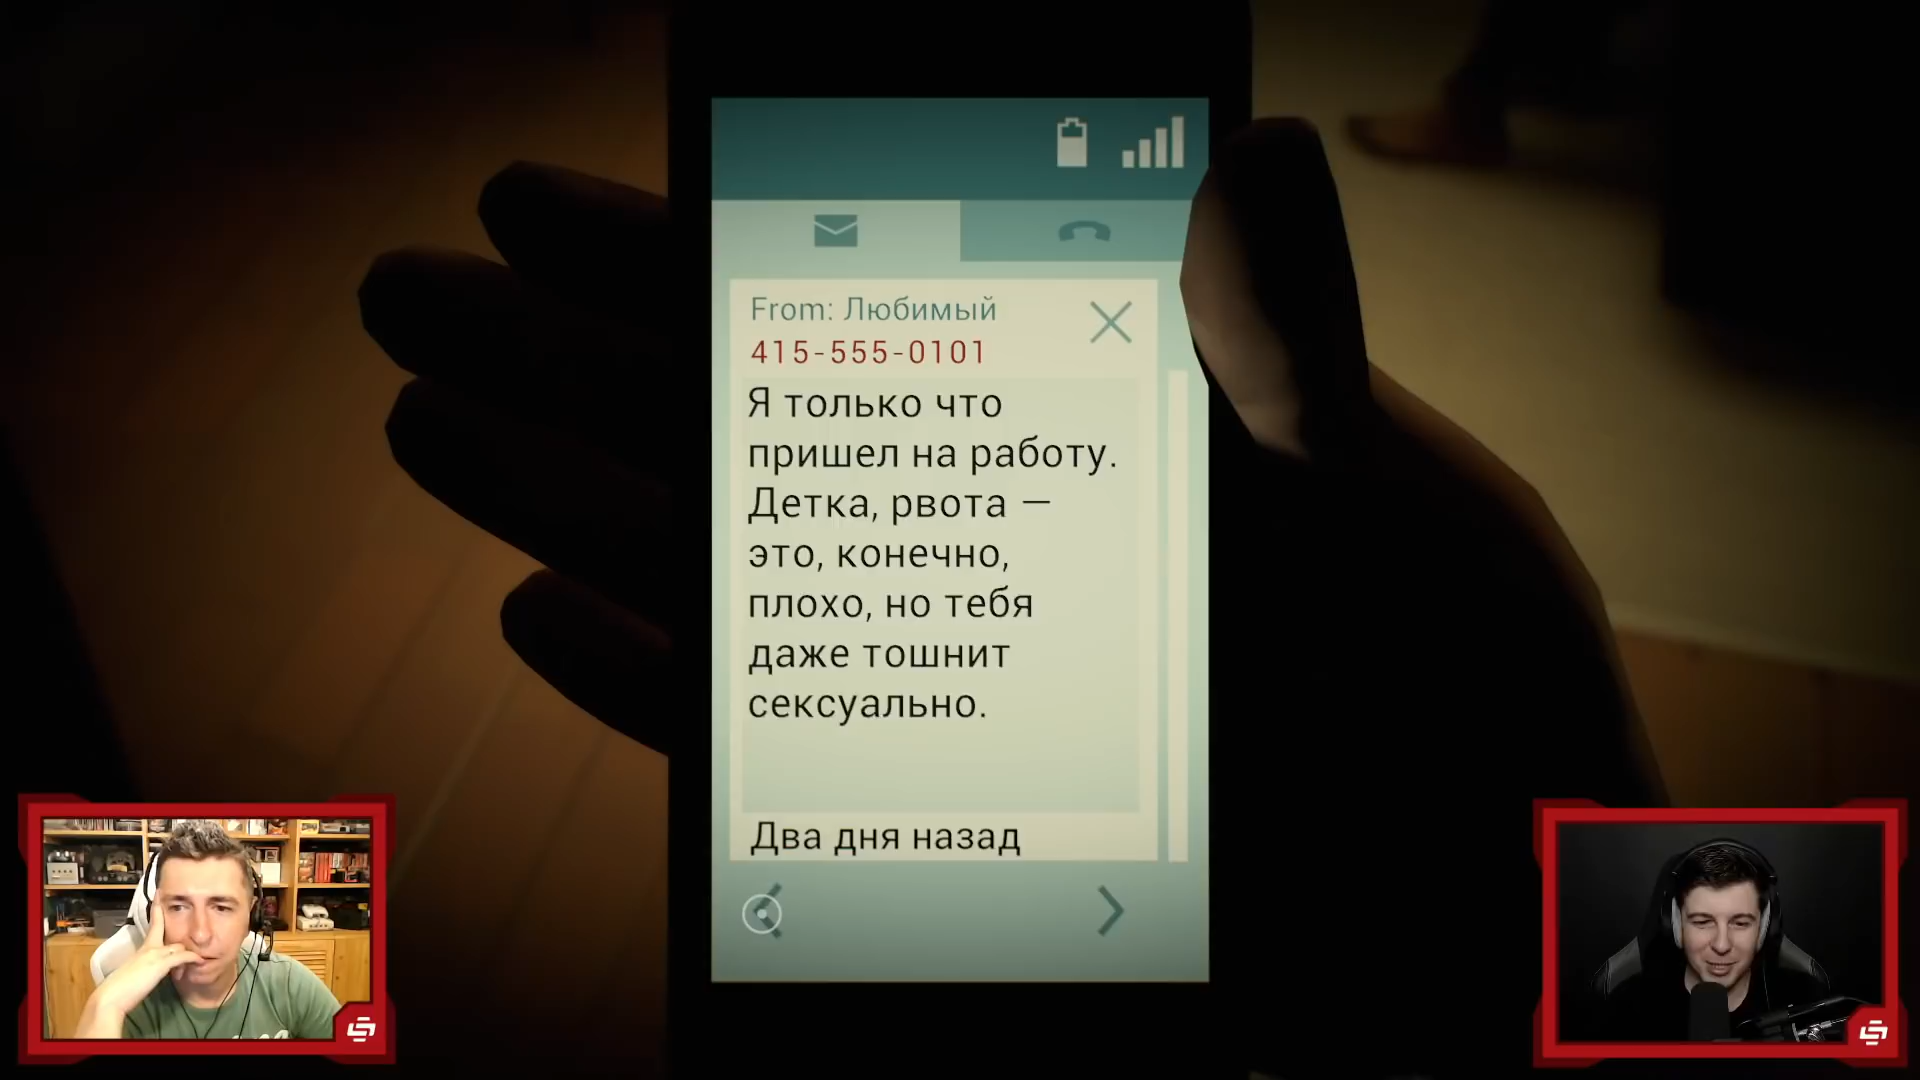 From: Любимый
415-555-0101
Я только что
пришел на работу.
Детка, рвота —
это, конечно,
плохо, но тебя
даже тошнит
сексуально.
Два дня назад